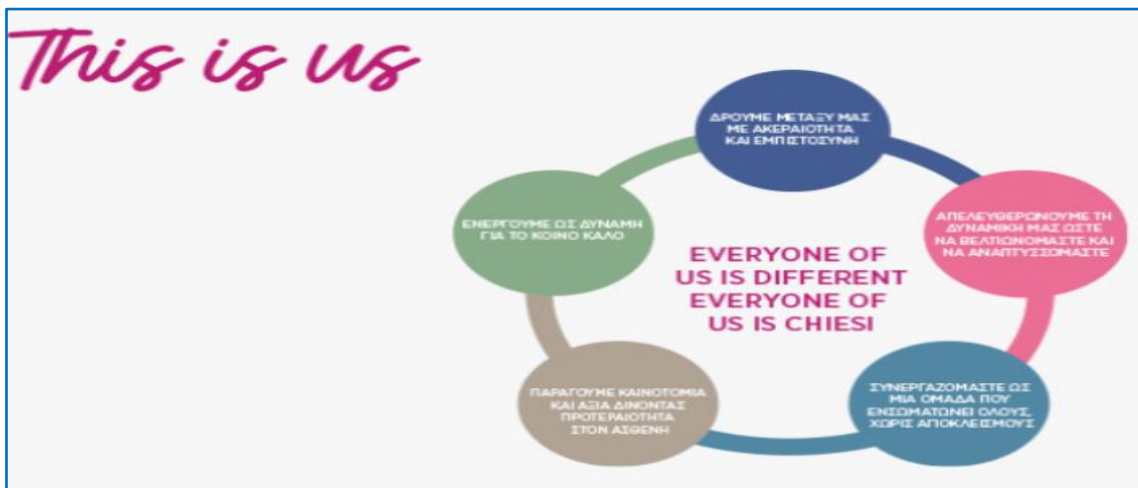 This is us
ΔΡΟΥΜΕ ΜΕΤΑΞΥ ΜΑΣ
ΜΕ ΑΚΕΡΑΙΟΤΗΤΑ
ΚΑΙ ΕΜΠΙΣΤΟΣΥΝΗ
ΑΠΕΛΕΥΘΕΡΩΝΟΥΜΕ ΤΗ
ΔΥΝΑΜΙΚΗ ΜΑΣ ΩΣΤΕ
ΝΑ ΒΕΛΤΙΩΝΟΜΑΣΤΕ ΚΑΙ
ΝΑ ΑΝΑΠΤΥΣΣΟΜΑΣΤΕ
ΣΥΝΕΡΓΑΖΟΜΑΣΤΕ ΩΣ
ΜΙΑ ΟΜΑΔΑ ΠΟΥ
ΕΝΣΩΜΑΤΩΝΕΙ ΟΛΟΥΣ,
ΧΩΡΙΣ ΑΠΟΚΛΕΙΣΜΟΥΣ
ΠΑΡΑΓΟΥΜΕ ΚΑΙΝΟΤΟΜΙΑ
ΚΑΙ ΑΞΙΑ ΔΙΝΟΝΤΑΣ
ΠΡΟΤΕΡΑΙΟΤΗΤΑ
ΣΤΟΝ ΑΣΘΕΝΗ
ΕΝΕΡΓΟΥΜΕ ΩΣ ΔΥΝΑΜΗ
ΓΙΑ ΤΟ ΚΟΙΝΟ ΚΑΛΟ
EVERYONE OF
US IS DIFFERENT
EVERYONE OF
US IS CHIESI